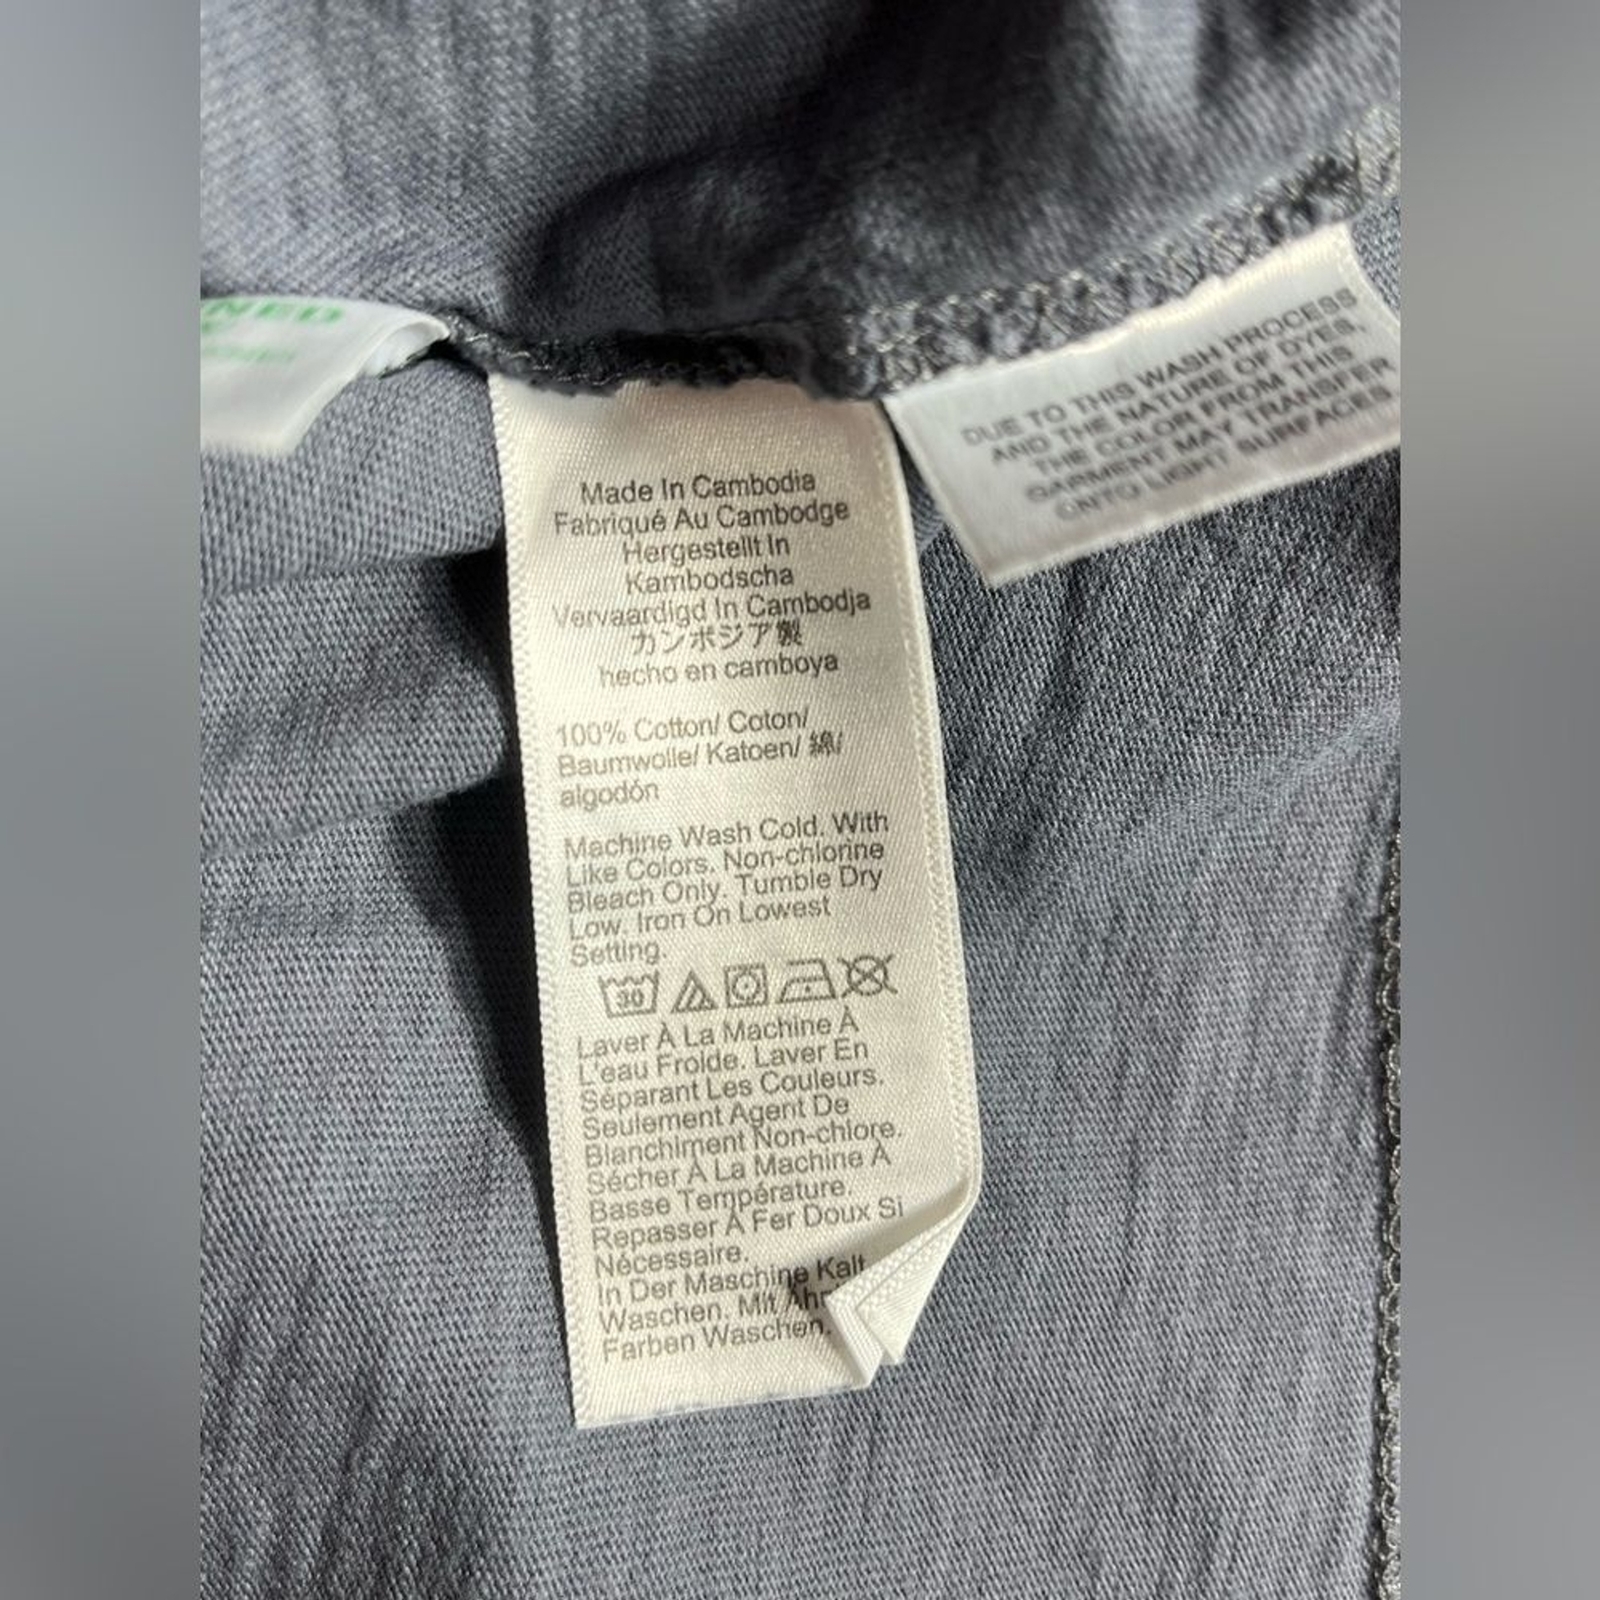 NED
Made In Cambodia
Fabriqué Au Cambodge
Hergestellt In
Kambodscha
Vervaardigd In Cambodja
カンボジア製
hecho en camboya
100% Cotton/ Coton/
Baumwolle/ Katoen/ 綿/
algodón
Machine Wash Cold. With
Like Colors. Non-chlorine
Bleach Only. Tumble Dry
Low. Iron On Lowest
Setting.
30
Laver À La Machine À
L'eau Froide. Laver En
Séparant Les Couleurs.
Seulement Agent De
Blanchiment Non-chlore.
Sécher À La Machine À
Basse Température.
Repasser À Fer Doux Si
Nécessaire.
In Der Maschine Kalt
Waschen. Mit
Farben Waschen.
DUE TO THIS WASH PROCESS
AND THE NATURE OF DYES,
THE COLOR FROM THIS
GARMENT MAY TRANSFER
ONTO LIGHT SURFACES